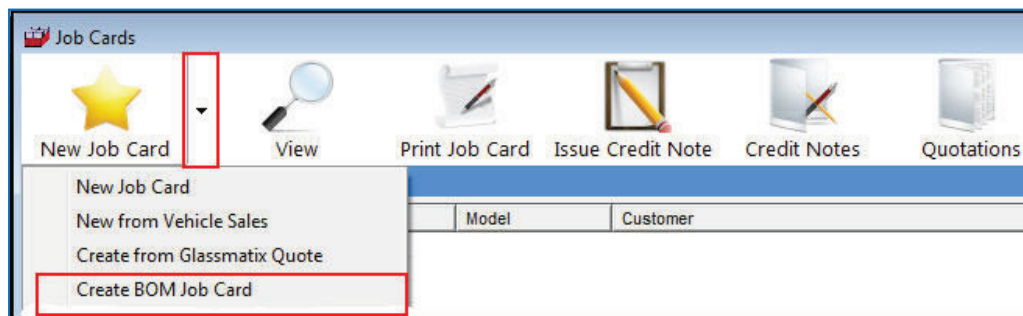 Job Cards
New Job Card View Print Job Card Issue Credit Note Credit Notes Quotations
New Job Card
New from Vehicle Sales
Model Customer
Create from Glassmatix Quote
Create BOM Job Card